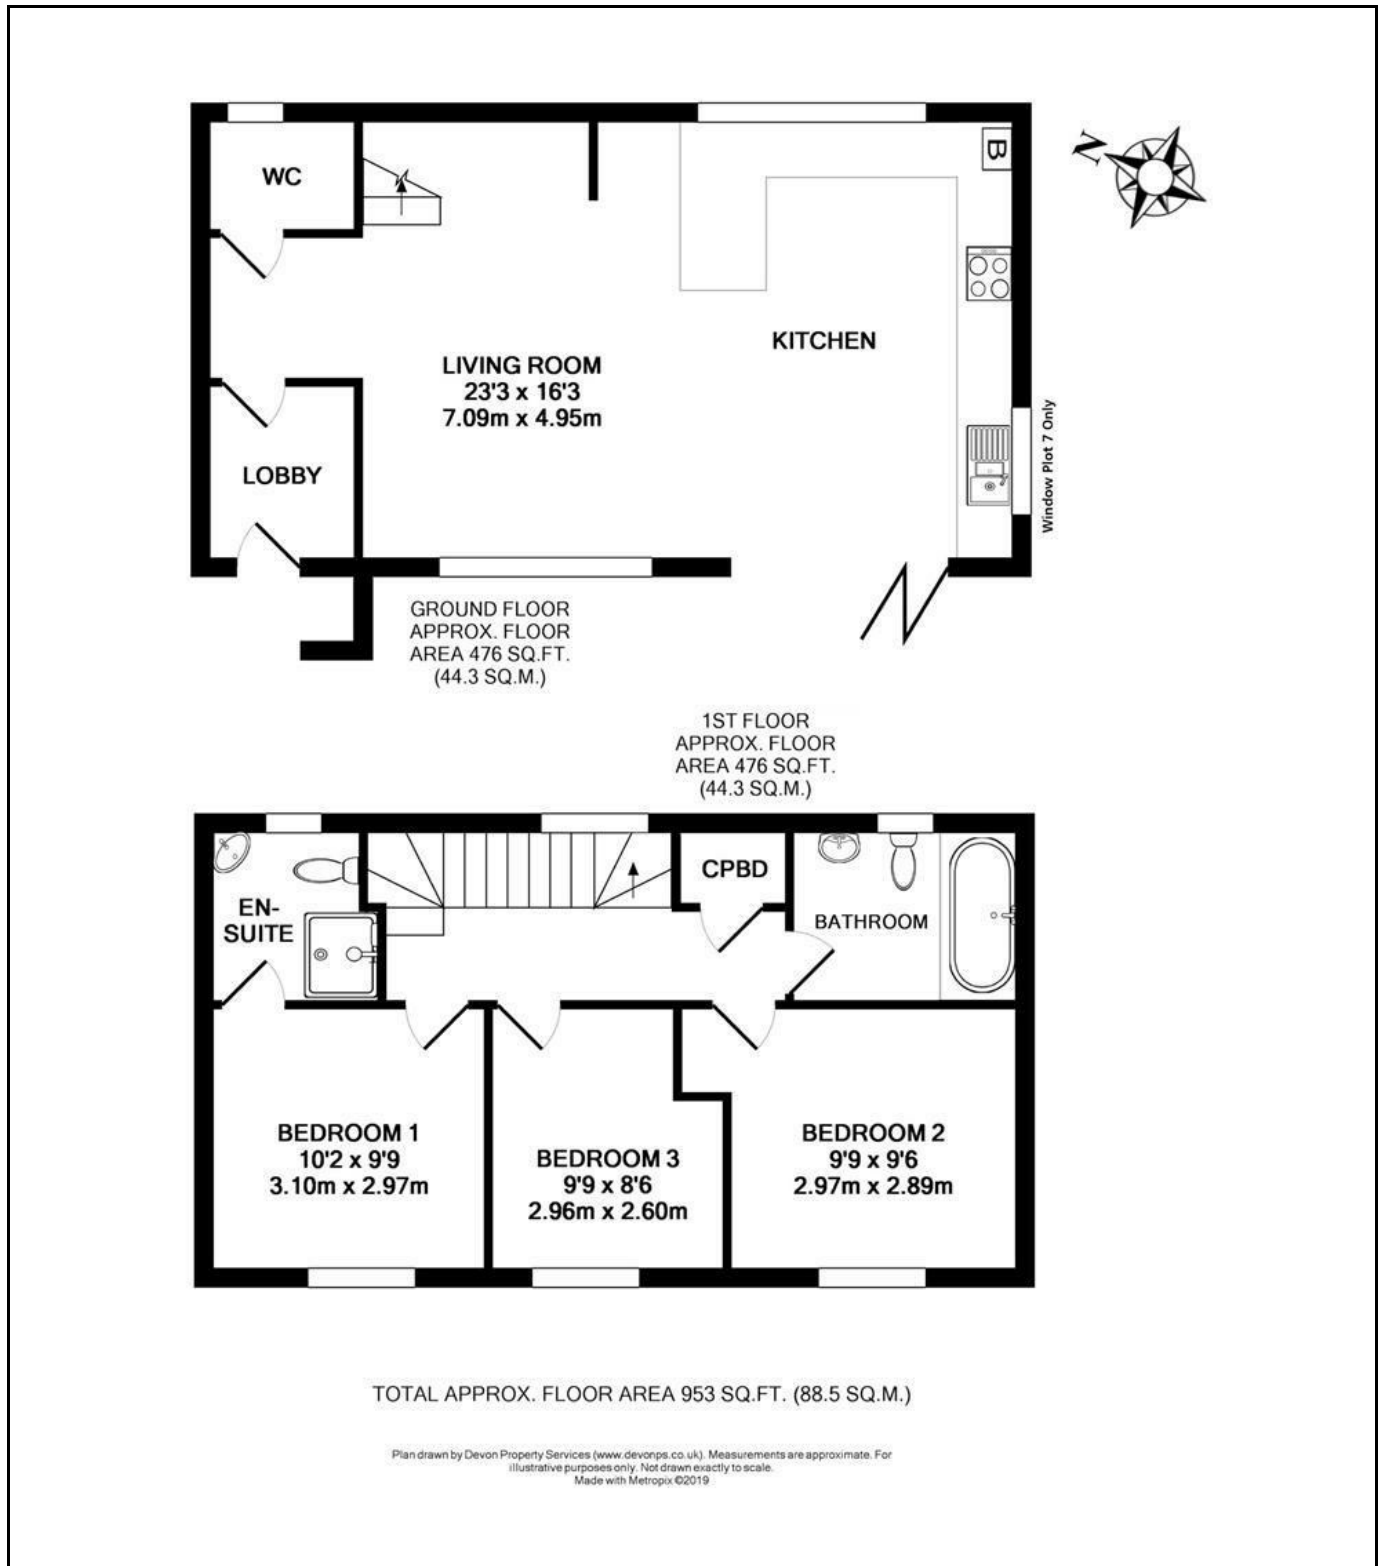 WC
B
N
KITCHEN
LIVING ROOM
23'3 x 16'3
7.09m x 4.95m
LOBBY
Window Plot 7 Only
GROUND FLOOR
APPROX. FLOOR
AREA 476 SQ.FT.
(44.3 SQ.M.)
1ST FLOOR
APPROX. FLOOR
AREA 476 SQ.FT.
(44.3 SQ.M.)
CPBD
EN-
SUITE
BATHROOM
BEDROOM 1
10'2 x 9'9
3.10m x 2.97m
BEDROOM 3
9'9 x 8'6
2.96m x 2.60m
BEDROOM 2
9'9 x 9'6
2.97m x 2.89m
TOTAL APPROX. FLOOR AREA 953 SQ.FT. (88.5 SQ.M.)
Plan drawn by Devon Property Services (www.devonps.co.uk). Measurements are approximate. For
illustrative purposes only. Not drawn exactly to scale.
Made with Metropix ©2019